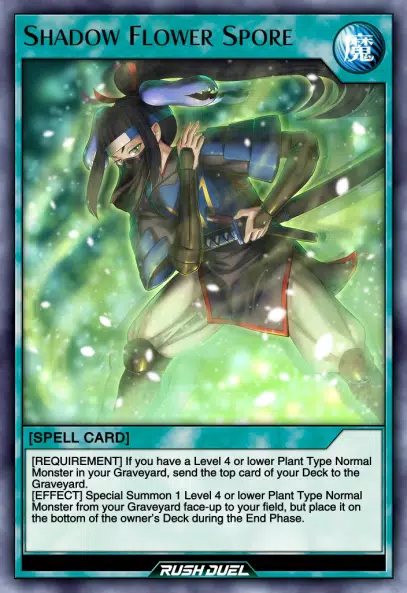 SHADOW FLOWER SPORE
魔
[SPELL CARD]
[REQUIREMENT] If you have a Level 4 or lower Plant Type Normal
Monster in your Graveyard, send the top card of your Deck to the
Graveyard.
[EFFECT] Special Summon 1 Level 4 or lower Plant Type Normal
Monster from your Graveyard face-up to your field, but place it on
the bottom of the owner's Deck during the End Phase.
RUSH DUEL